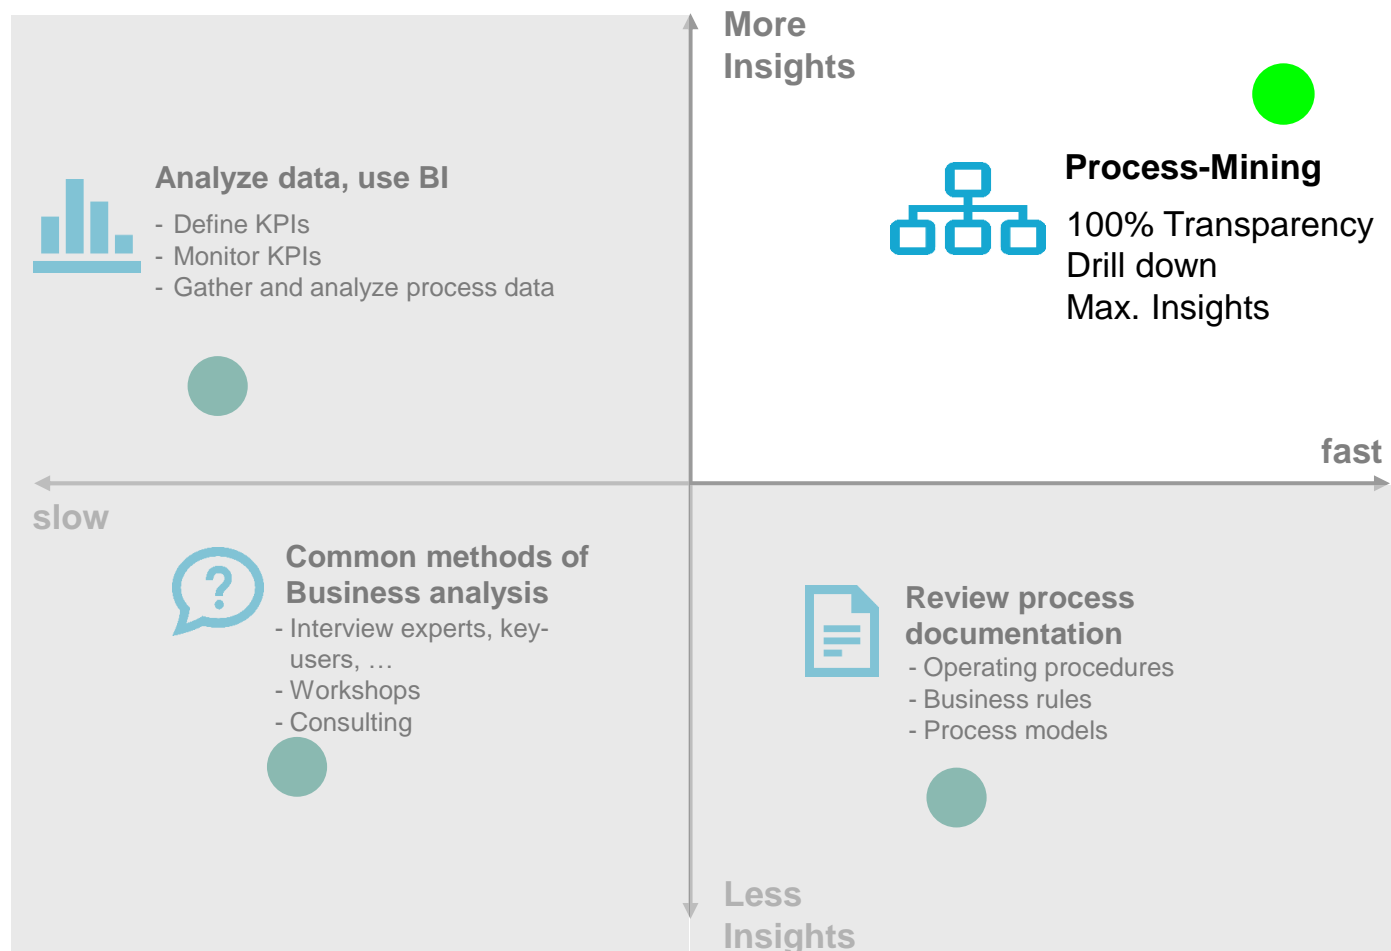 More
Insights
Analyze data, use BI
- Define KPIs
- Monitor KPIs
- Gather and analyze process data
Process-Mining
100% Transparency
Drill down
Max. Insights
fast
slow
?
Common methods of
Business analysis
- Interview experts, key-
users, …
- Workshops
- Consulting
Review process
documentation
- Operating procedures
- Business rules
- Process models
Less
Insights